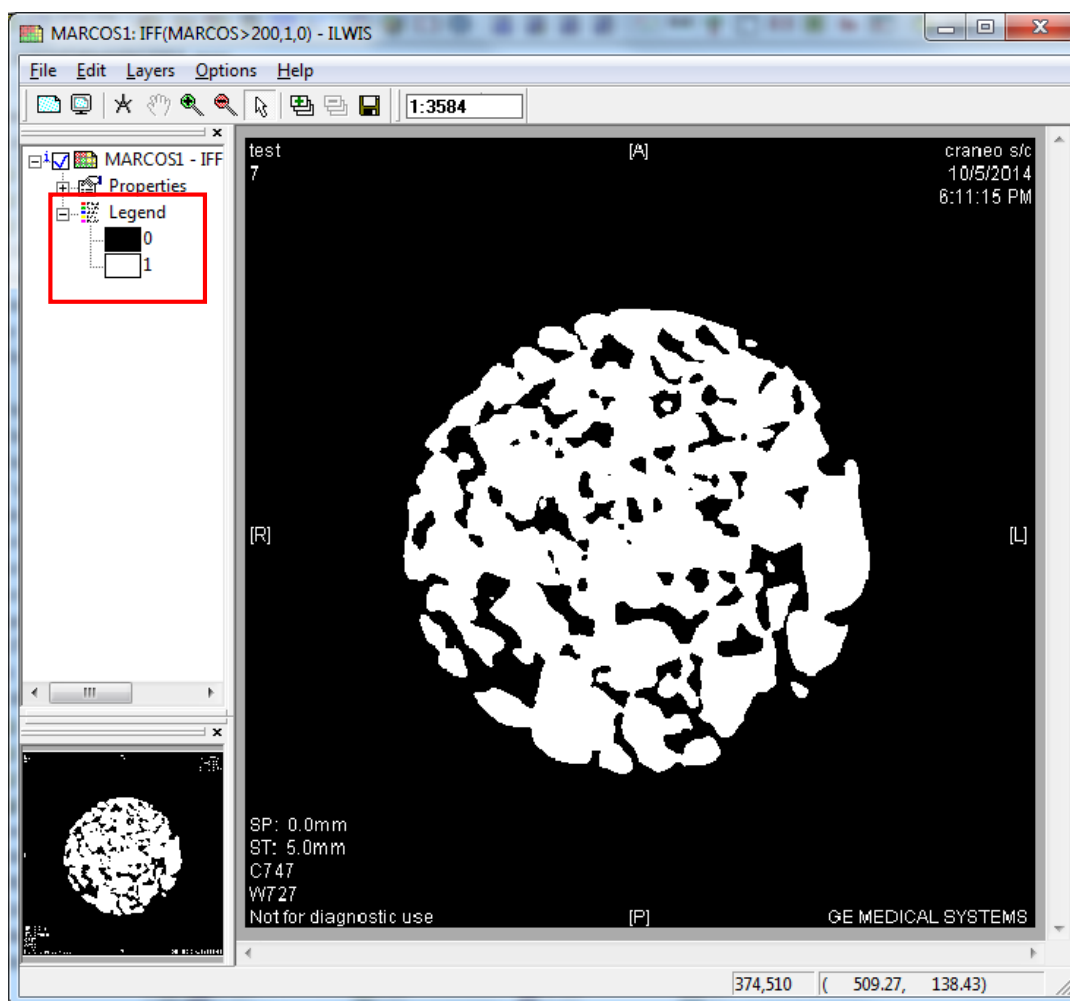 MARCOS1: IFF(MARCOS>200,1,0) - ILWIS
File Edit Layers Options Help
1:3584
MARCOS1 - IFF
Properties
Legend
0
1
test
7
[A]
craneo s/c
10/5/2014
6:11:15 PM
[R]
[L]
SP: 0.0mm
ST: 5.0mm
C747
W727
Not for diagnostic use
[P]
GE MEDICAL SYSTEMS
374,510
( 509.27, 138.43)